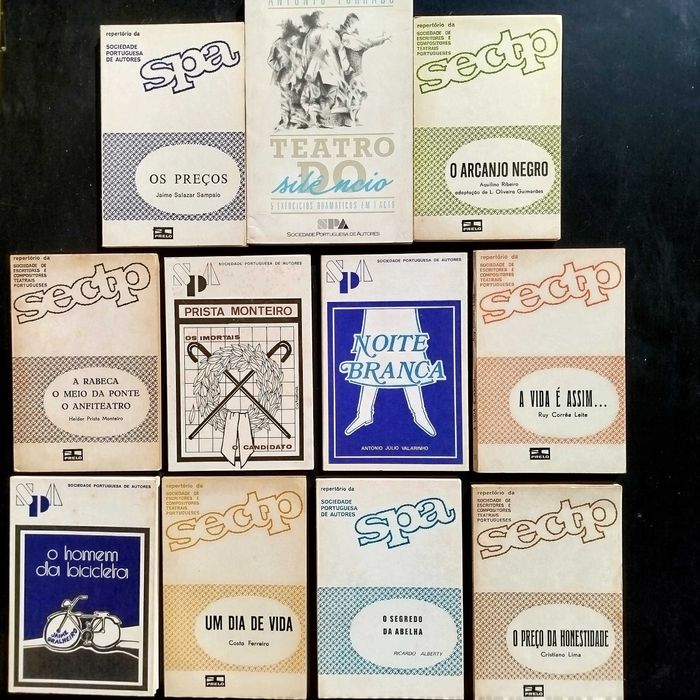 repertório da
SOCIEDADE
PORTUGUESA
DE AUTORES
spa
OS PREÇOS
Jaime Salazar Sampaio
PRELO
ANTÓNIO TORRADO
TEATRO
DO
silêncio
5 EXERCÍCIOS DRAMÁTICOS EM 1 ACTO
SPA
SOCIEDADE PORTUGUESA DE AUTORES
repertório da
SOCIEDADE DE
ESCRITORES E
COMPOSITORES
TEATRAIS
PORTUGUESES
sectp
O ARCANJO NEGRO
Aquilino Ribeiro
adaptação de L. Oliveira Guimarães
PRELO
repertório da
SOCIEDADE DE
ESCRITORES E
COMPOSITORES
TEATRAIS
PORTUGUESES
sectp
A RABECA
O MEIO DA PONTE
O ANFITEATRO
Helder Prista Monteiro
PRELO
SPA
SOCIEDADE PORTUGUESA DE AUTORES
PRISTA MONTEIRO
OS IMORTAIS
O CANDIDATO
SPA
SOCIEDADE PORTUGUESA DE AUTORES
NOITE
BRANCA
ANTONIO JÚLIO VALARINHO
repertório da
SOCIEDADE DE
ESCRITORES E
COMPOSITORES
TEATRAIS
PORTUGUESES
sectp
A VIDA É ASSIM...
Ruy Corrêa Leite
PRELO
SPA
SOCIEDADE PORTUGUESA DE AUTORES
o homem
da bicicleta
JAIME
GRALHEIRO
repertório da
SOCIEDADE DE
ESCRITORES E
COMPOSITORES
TEATRAIS
PORTUGUESES
sectp
UM DIA DE VIDA
Costa Ferreira
PRELO
repertório da
SOCIEDADE
PORTUGUESA
DE AUTORES
spa
O SEGREDO
DA ABELHA
RICARDO ALBERTY
repertório da
SOCIEDADE DE
ESCRITORES E
COMPOSITORES
TEATRAIS
PORTUGUESES
sectp
O PREÇO DA HONESTIDADE
Cristiano Lima
PRELO